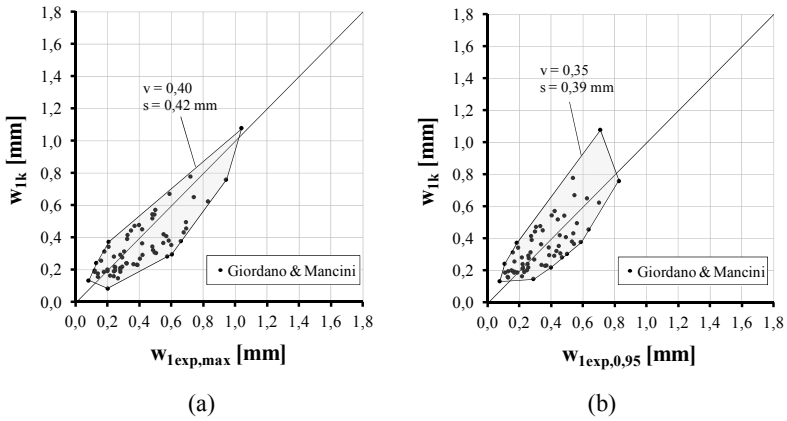 1,8
1,6
1,4
1,2
1,0
0,8
0,6
0,4
0,2
0,0
w1k [mm]
v = 0,40
s = 0,42 mm
Giordano & Mancini
0,0 0,2 0,4 0,6 0,8 1,0 1,2 1,4 1,6 1,8
w1exp,max [mm]
(a)
1,8
1,6
1,4
1,2
1,0
0,8
0,6
0,4
0,2
0,0
w1k [mm]
v = 0,35
s = 0,39 mm
Giordano & Mancini
0,0 0,2 0,4 0,6 0,8 1,0 1,2 1,4 1,6 1,8
w1exp,0,95 [mm]
(b)